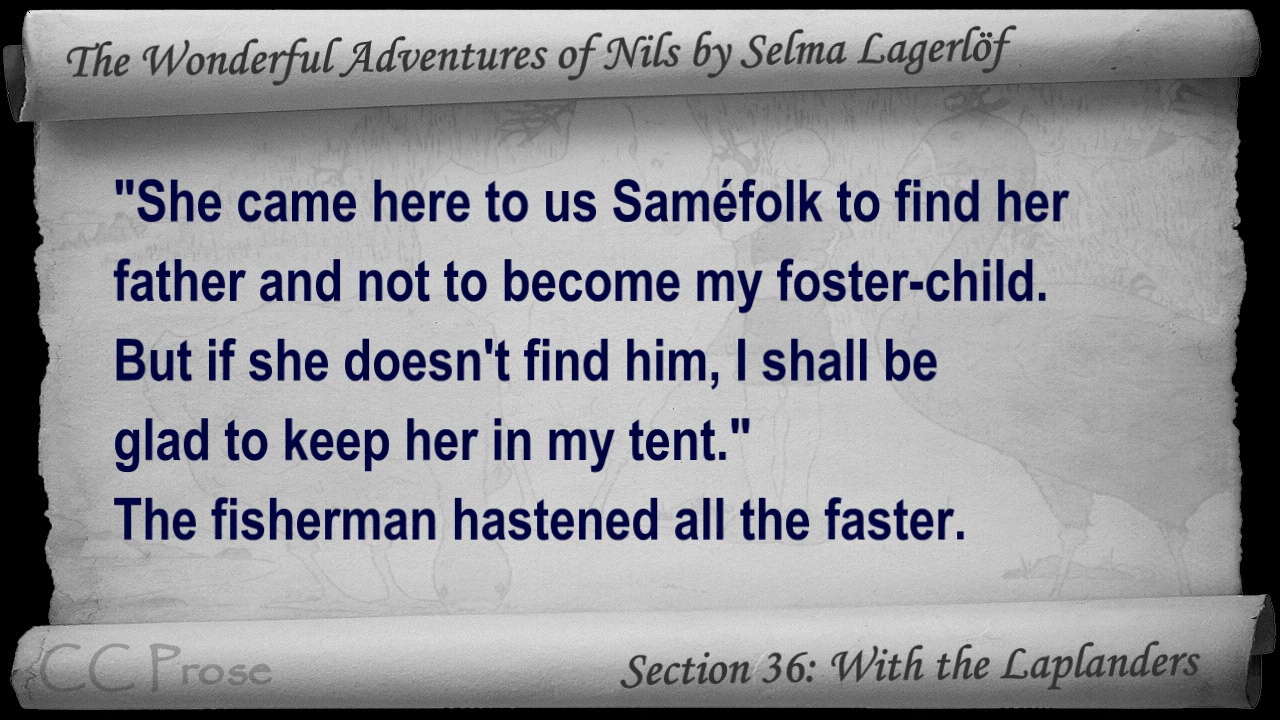 The Wonderful Adventures of Nils by Selma Lagerlöf
"She came here to us Saméfolk to find her
father and not to become my foster-child.
But if she doesn't find him, I shall be
glad to keep her in my tent."
The fisherman hastened all the faster.
CC Prose
Section 36: With the Laplanders